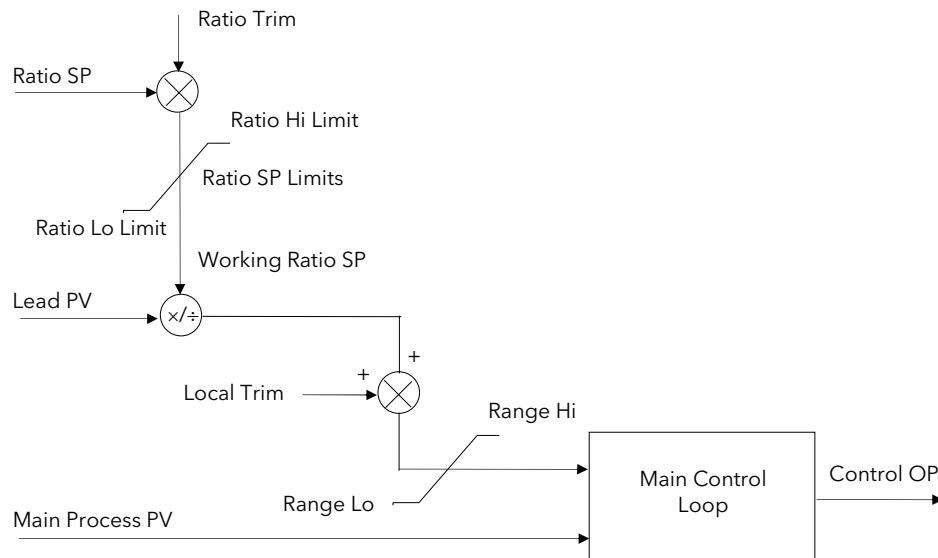 Ratio Trim
Ratio SP
Ratio Hi Limit
Ratio SP Limits
Ratio Lo Limit
Working Ratio SP
Lead PV
×/÷
+
+
Local Trim
Range Hi
Main Control
Loop
Control OP
Range Lo
Main Process PV